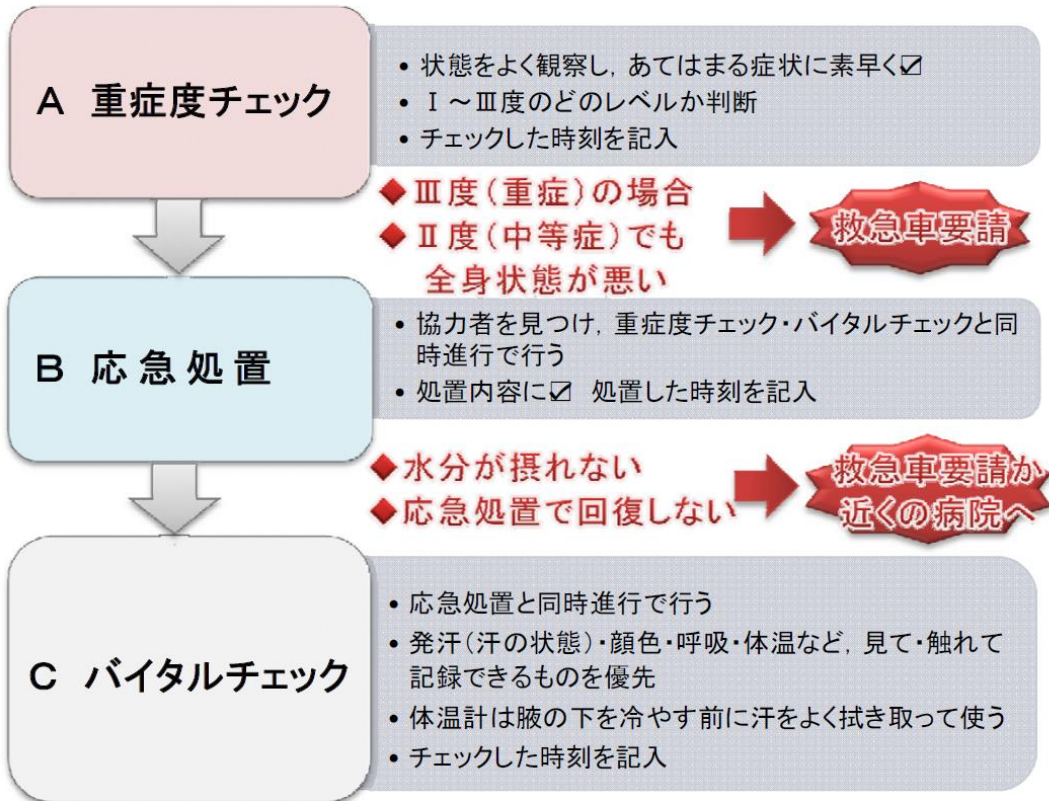 A 重症度チェック
• 状態をよく観察し，あてはまる症状に素早く☑
• Ⅰ～Ⅲ度のどのレベルか判断
• チェックした時刻を記入
◆Ⅲ度（重症）の場合
◆Ⅱ度（中等症）でも
全身状態が悪い
救急車要請
B 応急処置
• 協力者を見つけ，重症度チェック・バイタルチェックと同
時進行で行う
• 処置内容に☑ 処置した時刻を記入
◆水分が摂れない
◆応急処置で回復しない
救急車要請か
近くの病院へ
C バイタルチェック
• 応急処置と同時進行で行う
• 発汗（汗の状態）・顔色・呼吸・体温など，見て・触れて
記録できるものを優先
• 体温計は腋の下を冷やす前に汗をよく拭き取って使う
• チェックした時刻を記入